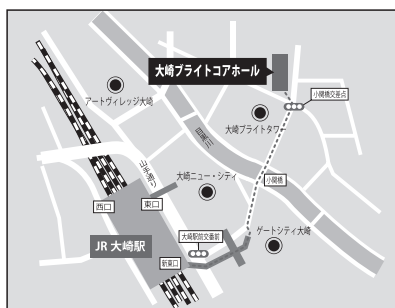 大崎ブライトコアホール
小関橋交差点
アートヴィレッジ大崎
大崎ブライトタワー
目黒川
山手通り
大崎ニュー・シティ
小関橋
西口
東口
大崎駅前交番前
ゲートシティ大崎
JR 大崎駅
新東口